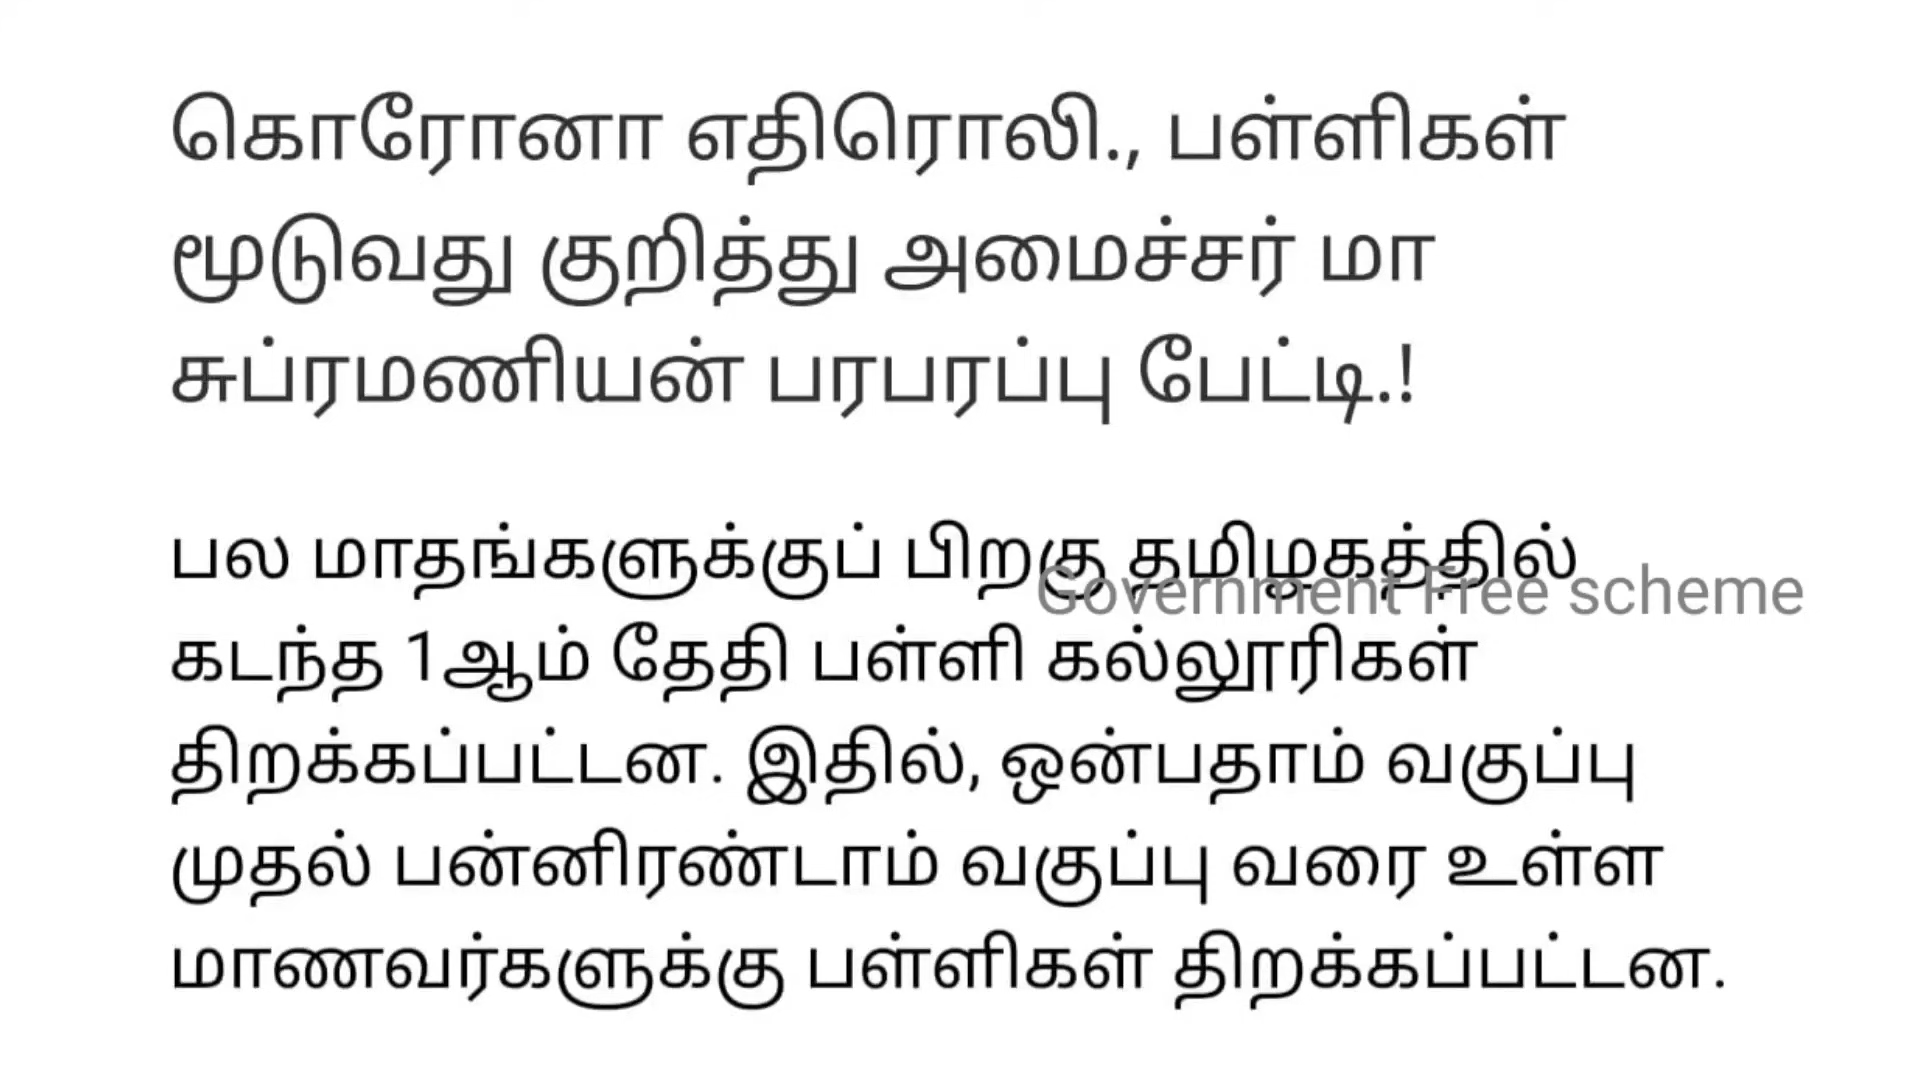 கொரோனா எதிரொலி., பள்ளிகள்
மூடுவது குறித்து அமைச்சர் மா
சுப்ரமணியன் பரபரப்பு பேட்டி.!
பல மாதங்களுக்குப் பிறகு தமிழகத்தில்
Government Free scheme
கடந்த 1ஆம் தேதி பள்ளி கல்லூரிகள்
திறக்கப்பட்டன. இதில், ஒன்பதாம் வகுப்பு
முதல் பன்னிரண்டாம் வகுப்பு வரை உள்ள
மாணவர்களுக்கு பள்ளிகள் திறக்கப்பட்டன.